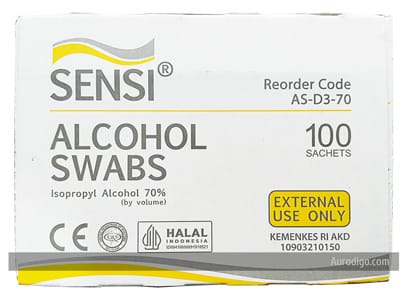 SENSI®
Reorder Code
AS-D3-70
ALCOHOL
SWABS
100
SACHETS
Isopropyl Alcohol 70%
(by volume)
EXTERNAL
USE ONLY
CE
HALAL
INDONESIA
KEMENKES RI AKD
10903210150
Aurodigo.com